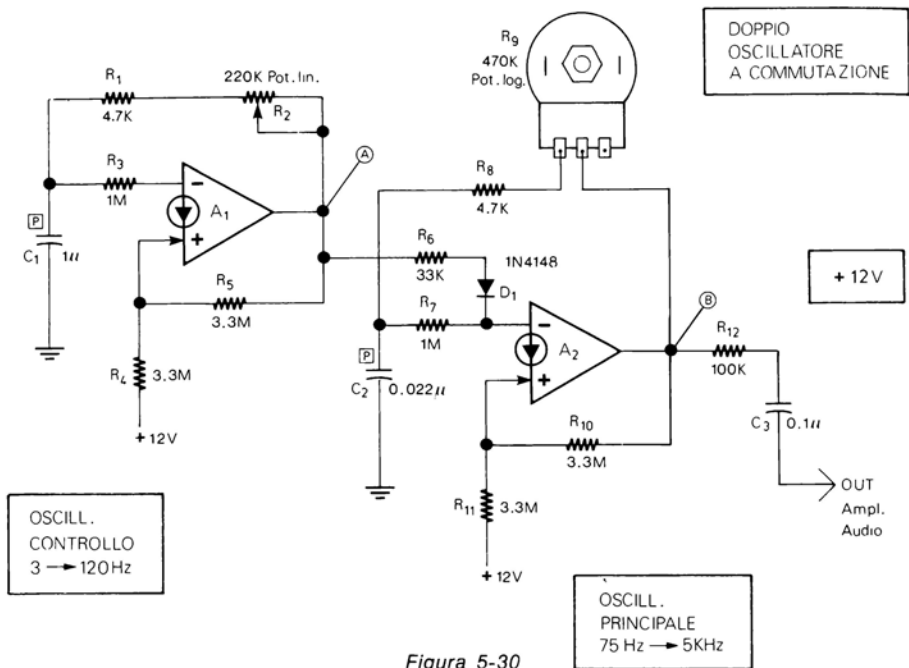 R1
4.7K
220K Pot.lin.
R2
R3
1M
A1
A
P
C1
1u
R5
3.3M
R4
3.3M
+12V
R9
470K
Pot.log.
DOPPIO
OSCILLATORE
A COMMUTAZIONE
R8
4.7K
R6
33K
1N4148
D1
R7
1M
A2
B
P
C2
0.022u
+12V
R12
100K
C3
0.1u
R10
3.3M
R11
3.3M
+12V
OUT
Ampl.
Audio
OSCILL.
CONTROLLO
3 → 120Hz
OSCILL.
PRINCIPALE
75 Hz → 5KHz
Figura 5-30